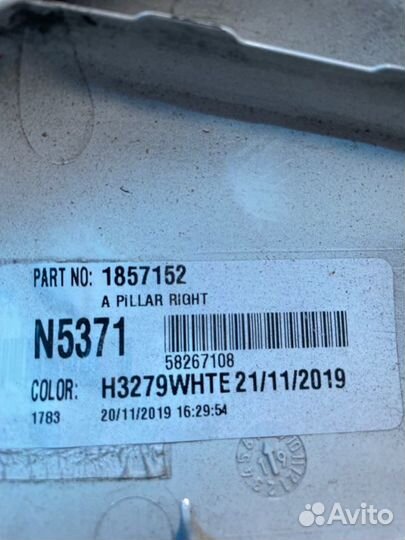 PART NO: 1857152
A PILLAR RIGHT
N5371
58267108
COLOR: H3279WHTE 21/11/2019
1783 20/11/2019 16:29:54
Avito